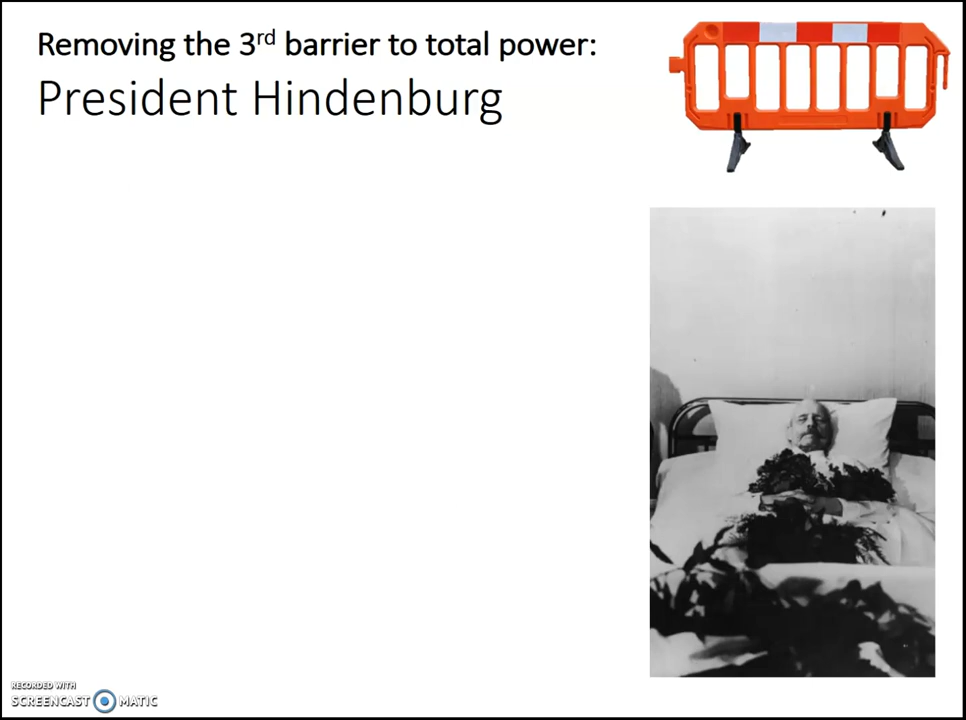 Removing the 3rd barrier to total power:
President Hindenburg
RECORDED WITH
SCREENCAST MATIC